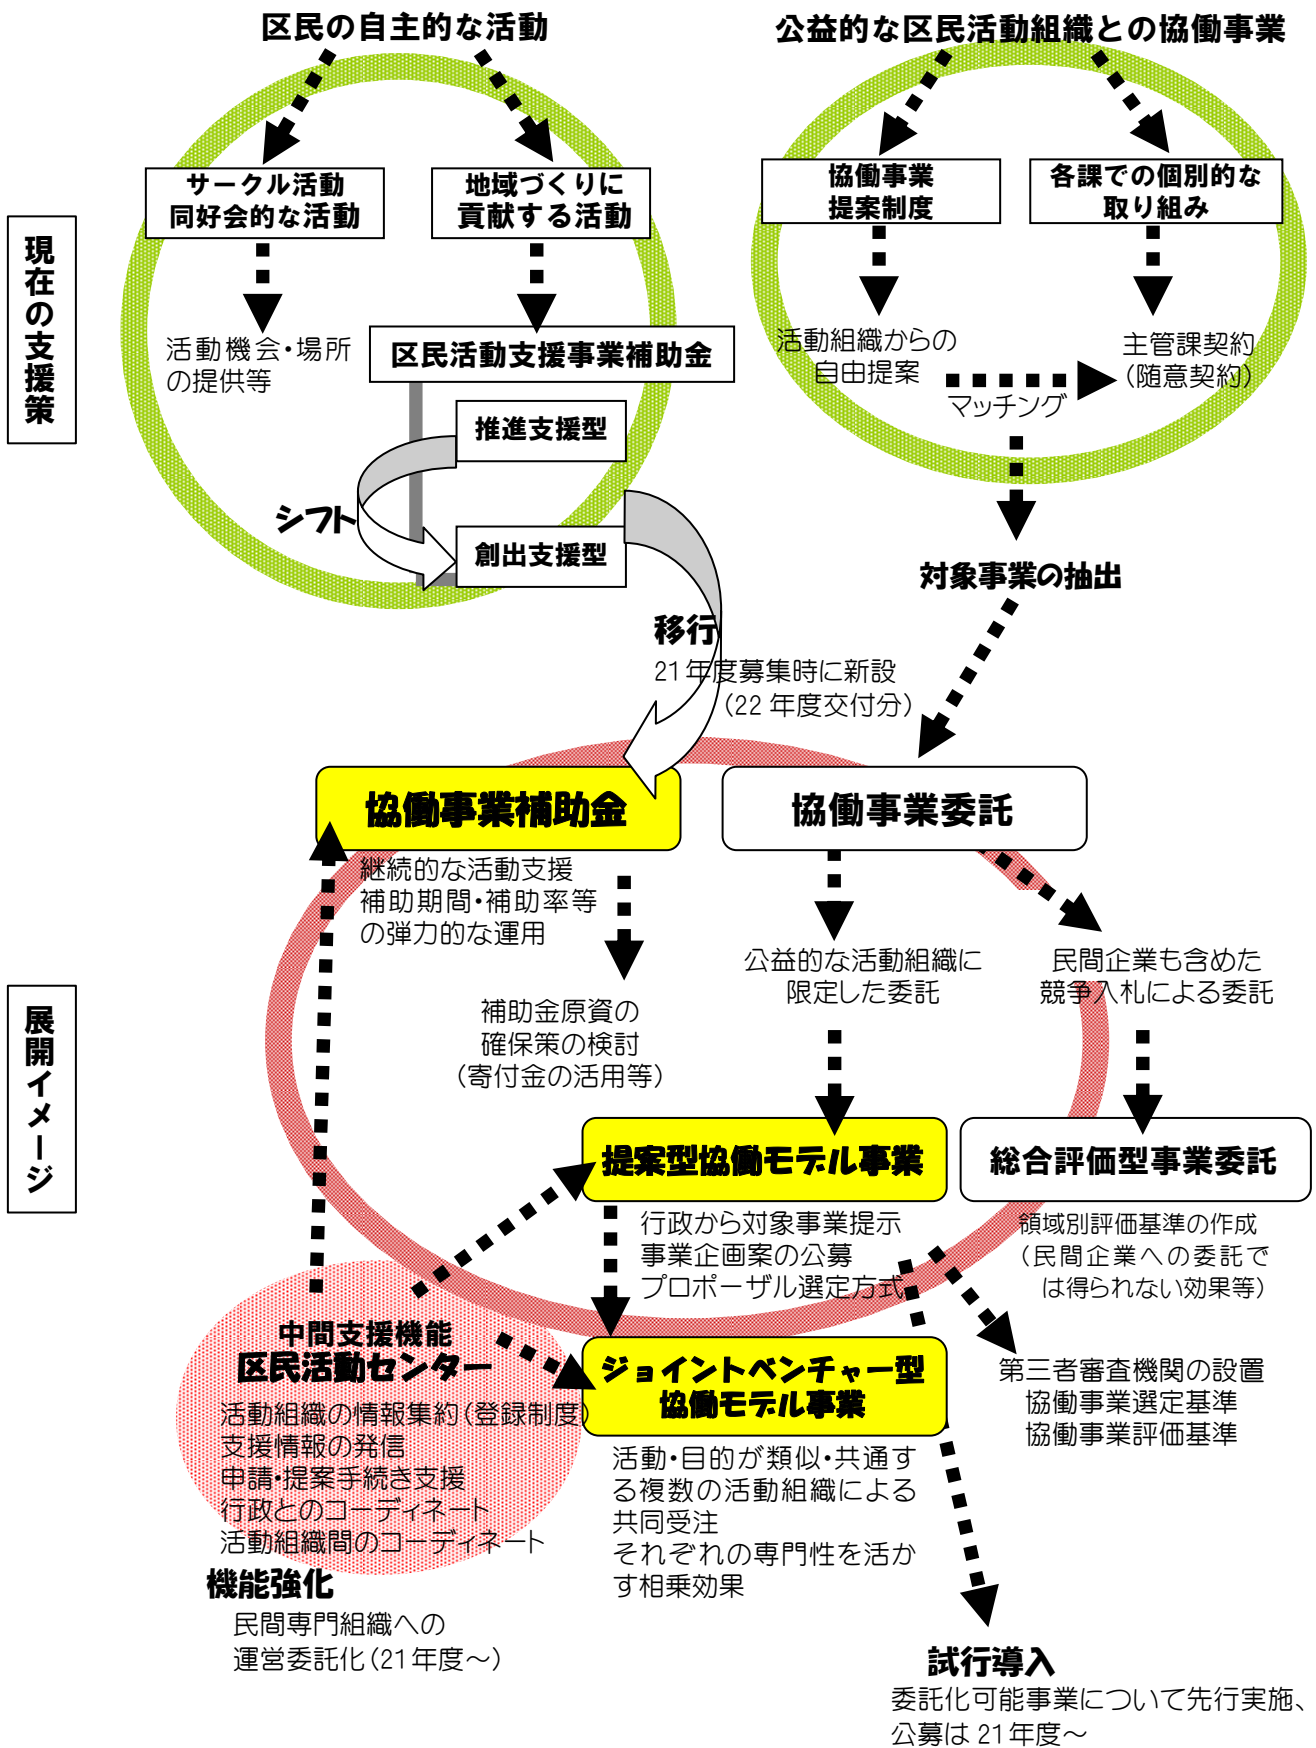 区民の自主的な活動
公益的な区民活動組織との協働事業
現在の支援策
サークル活動
同好会的な活動
地域づくりに
貢献する活動
協働事業
提案制度
各課での個別的な
取り組み
活動機会・場所
の提供等
区民活動支援事業補助金
推進支援型
シフト
創出支援型
活動組織からの
自由提案
マッチング
主管課契約
(随意契約)
対象事業の抽出
移行
21年度募集時に新設
(22年度交付分)
展開イメージ
協働事業補助金
継続的な活動支援
補助期間・補助率等
の弾力的な運用
補助金原資の
確保策の検討
(寄付金の活用等)
協働事業委託
公益的な活動組織に
限定した委託
民間企業も含めた
競争入札による委託
提案型協働モデル事業
行政から対象事業提示
事業企画案の公募
プロポーザル選定方式
総合評価型事業委託
領域別評価基準の作成
(民間企業への委託で
は得られない効果等)
第三者審査機関の設置
協働事業選定基準
協働事業評価基準
中間支援機能
区民活動センター
活動組織の情報集約(登録制度)
支援情報の発信
申請・提案手続き支援
行政とのコーディネート
活動組織間のコーディネート
機能強化
民間専門組織への
運営委託化(21年度～)
ジョイントベンチャー型
協働モデル事業
活動・目的が類似・共通す
る複数の活動組織による
共同受注
それぞれの専門性を活か
す相乗効果
試行導入
委託化可能事業について先行実施、
公募は21年度～